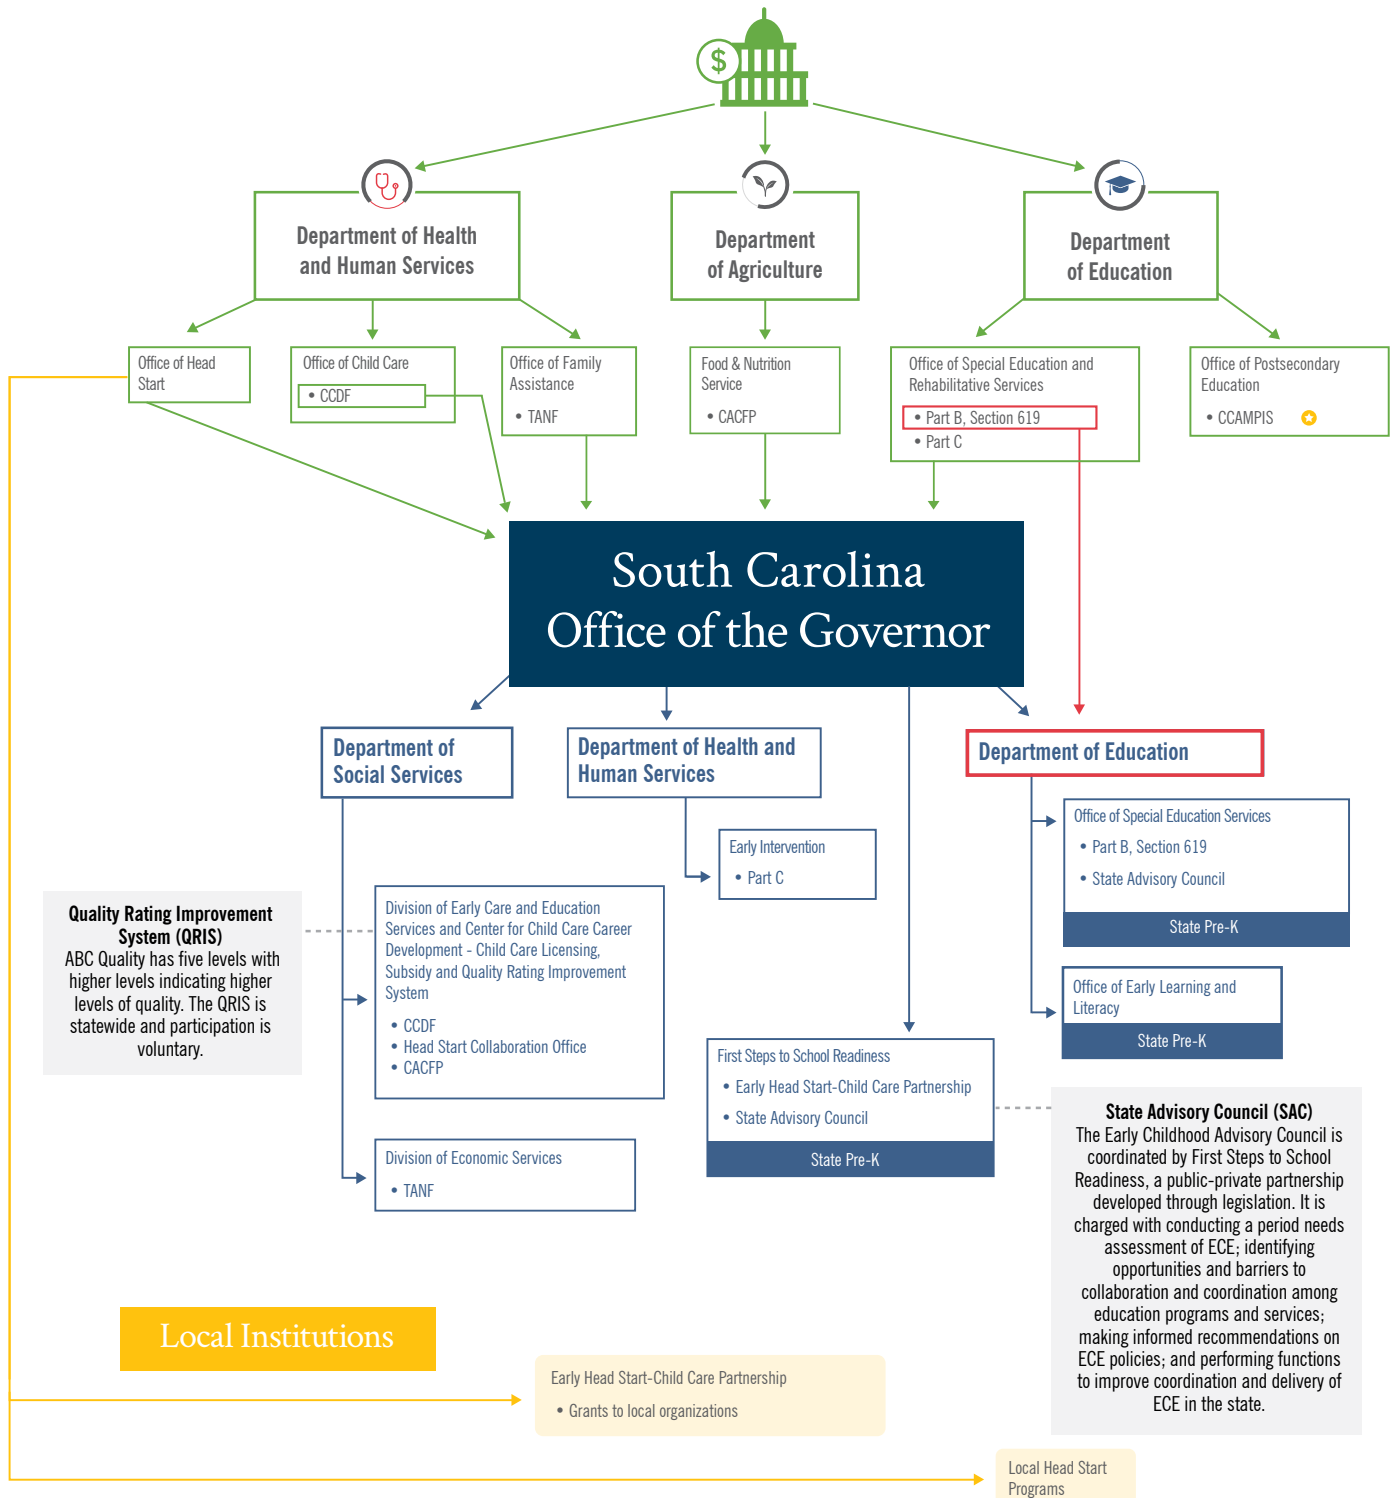 $
Department of Health
and Human Services
Department
of Agriculture
Department
of Education
Office of Head
Start
Office of Child Care
• CCDF
Office of Family
Assistance
• TANF
Food & Nutrition
Service
• CACFP
Office of Special Education and
Rehabilitative Services
• Part B, Section 619
• Part C
Office of Postsecondary
Education
• CCAMPIS
South Carolina
Office of the Governor
Department of
Social Services
Department of Health and
Human Services
Department of Education
Early Intervention
• Part C
Office of Special Education Services
• Part B, Section 619
• State Advisory Council
State Pre-K
Office of Early Learning and
Literacy
State Pre-K
Quality Rating Improvement
System (QRIS)
ABC Quality has five levels with
higher levels indicating higher
levels of quality. The QRIS is
statewide and participation is
voluntary.
Division of Early Care and Education
Services and Center for Child Care Career
Development - Child Care Licensing,
Subsidy and Quality Rating Improvement
System
• CCDF
• Head Start Collaboration Office
• CACFP
First Steps to School Readiness
• Early Head Start-Child Care Partnership
• State Advisory Council
State Pre-K
Division of Economic Services
• TANF
State Advisory Council (SAC)
The Early Childhood Advisory Council is
coordinated by First Steps to School
Readiness, a public-private partnership
developed through legislation. It is
charged with conducting a period needs
assessment of ECE; identifying
opportunities and barriers to
collaboration and coordination among
education programs and services;
making informed recommendations on
ECE policies; and performing functions
to improve coordination and delivery of
ECE in the state.
Local Institutions
Early Head Start-Child Care Partnership
• Grants to local organizations
Local Head Start
Programs